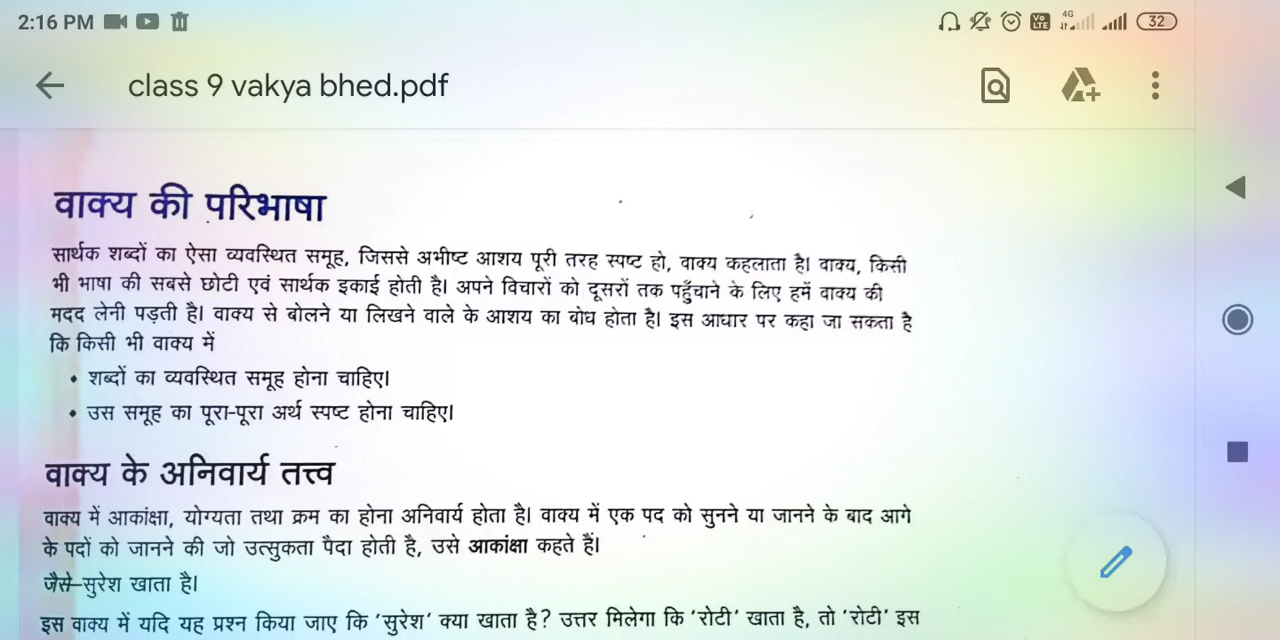 2:16 PM
Vo LTE 4G 32
class 9 vakya bhed.pdf
वाक्य की परिभाषा
सार्थक शब्दों का ऐसा व्यवस्थित समूह, जिससे अभीष्ट आशय पूरी तरह स्पष्ट हो, वाक्य कहलाता है। वाक्य, किसी
भी भाषा की सबसे छोटी एवं सार्थक इकाई होती है। अपने विचारों को दूसरों तक पहुँचाने के लिए हमें वाक्य की
मदद लेनी पड़ती है। वाक्य से बोलने या लिखने वाले के आशय का बोध होता है। इस आधार पर कहा जा सकता है
कि किसी भी वाक्य में
• शब्दों का व्यवस्थित समूह होना चाहिए।
• उस समूह का पूरा-पूरा अर्थ स्पष्ट होना चाहिए।
वाक्य के अनिवार्य तत्त्व
वाक्य में आकांक्षा, योग्यता तथा क्रम का होना अनिवार्य होता है। वाक्य में एक पद को सुनने या जानने के बाद आगे
के पदों को जानने की जो उत्सुकता पैदा होती है, उसे आकांक्षा कहते हैं।
जैसे–सुरेश खाता है।
इस वाक्य में यदि यह प्रश्न किया जाए कि 'सुरेश' क्या खाता है? उत्तर मिलेगा कि 'रोटी' खाता है, तो 'रोटी' इस